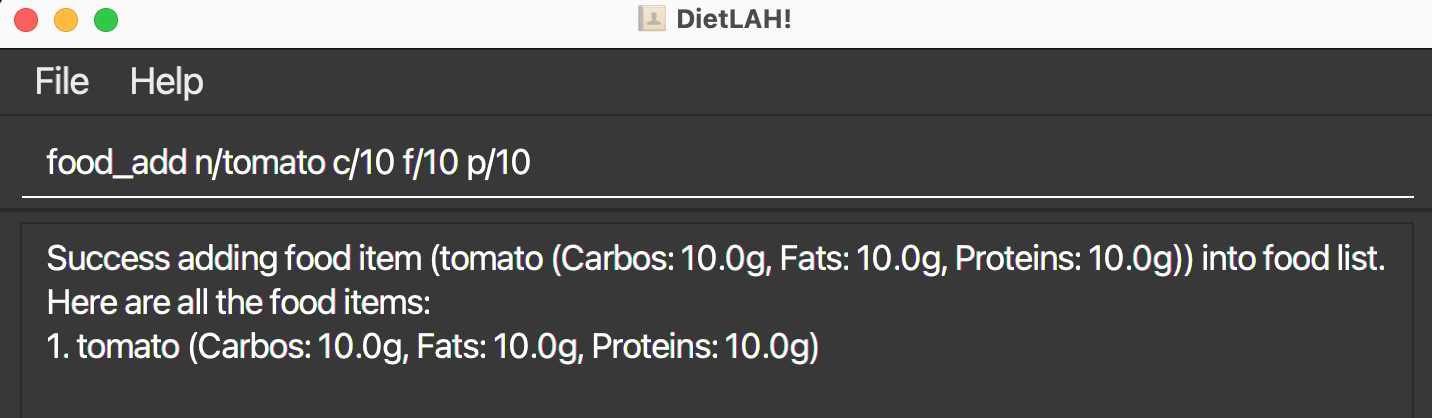 DietLAH!
File Help
food_add n/tomato c/10 f/10 p/10
Success adding food item (tomato (Carbos: 10.0g, Fats: 10.0g, Proteins: 10.0g)) into food list.
Here are all the food items:
1. tomato (Carbos: 10.0g, Fats: 10.0g, Proteins: 10.0g)